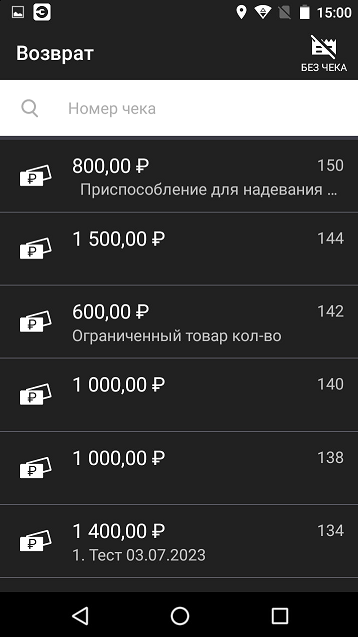 15:00
Возврат
БЕЗ ЧЕКА
Номер чека
800,00 ₽ 150
Приспособление для надевания ...
1 500,00 ₽ 144
600,00 ₽ 142
Ограниченный товар кол-во
1 000,00 ₽ 140
1 000,00 ₽ 138
1 400,00 ₽ 134
1. Тест 03.07.2023